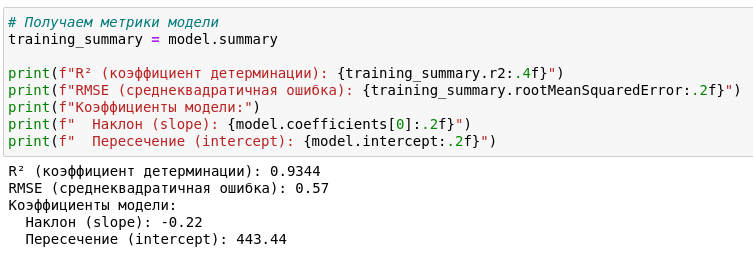 # Получаем метрики модели
training_summary = model.summary
print(f"R² (коэффициент детерминации): {training_summary.r2:.4f}")
print(f"RMSE (среднеквадратичная ошибка): {training_summary.rootMeanSquaredError:.2f}")
print(f"Коэффициенты модели:")
print(f"  Наклон (slope): {model.coefficients[0]:.2f}")
print(f"  Пересечение (intercept): {model.intercept:.2f}")
R² (коэффициент детерминации): 0.9344
RMSE (среднеквадратичная ошибка): 0.57
Коэффициенты модели:
  Наклон (slope): -0.22
  Пересечение (intercept): 443.44